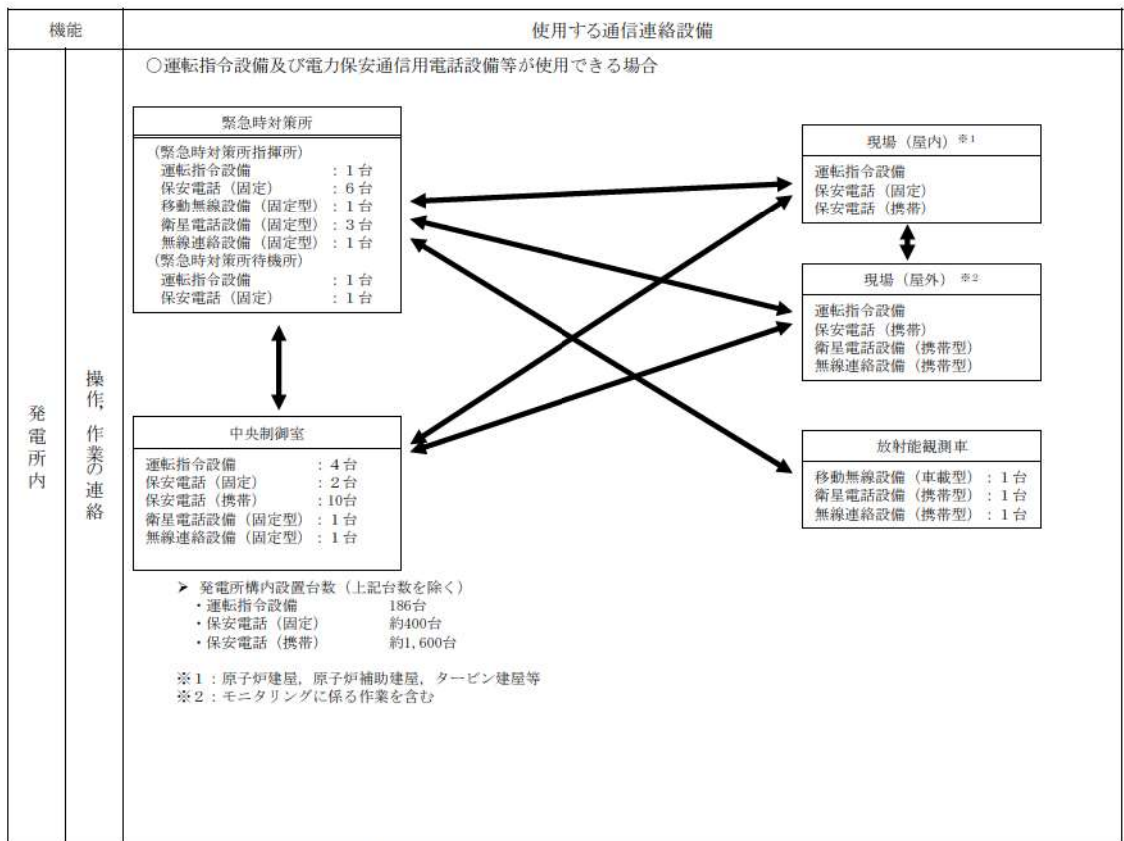 機能
使用する通信連絡設備
発電所内
操作，作業の連絡
○運転指令設備及び電力保安通信用電話設備等が使用できる場合
緊急時対策所
(緊急時対策所指揮所)
運転指令設備 : 1台
保安電話（固定） : 6台
移動無線設備（固定型）: 1台
衛星電話設備（固定型）: 3台
無線連絡設備（固定型）: 1台
(緊急時対策所待機所)
運転指令設備 : 1台
保安電話（固定） : 1台
中央制御室
運転指令設備 : 4台
保安電話（固定） : 2台
保安電話（携帯） : 10台
衛星電話設備（固定型） : 1台
無線連絡設備（固定型） : 1台
現場（屋内）※1
運転指令設備
保安電話（固定）
保安電話（携帯）
現場（屋外）※2
運転指令設備
保安電話（携帯）
衛星電話設備（携帯型）
無線連絡設備（携帯型）
放射能観測車
移動無線設備（車載型）: 1台
衛星電話設備（携帯型）: 1台
無線連絡設備（携帯型）: 1台
➢ 発電所構内設置台数（上記台数を除く）
・運転指令設備 186台
・保安電話（固定） 約400台
・保安電話（携帯） 約1,600台
※1：原子炉建屋，原子炉補助建屋，タービン建屋等
※2：モニタリングに係る作業を含む